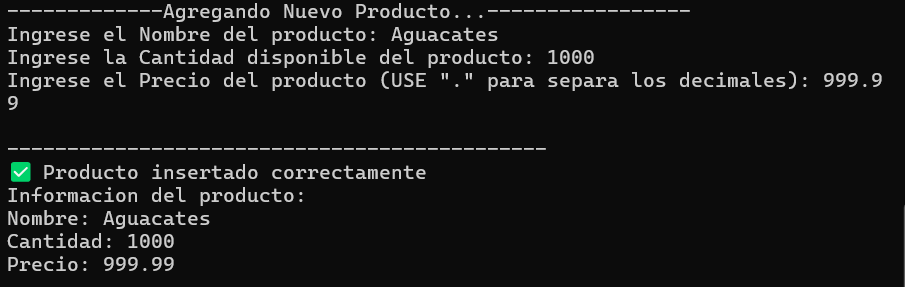 -------------Agregando Nuevo Producto...-----------------
Ingrese el Nombre del producto: Aguacates
Ingrese la Cantidad disponible del producto: 1000
Ingrese el Precio del producto (USE "." para separa los decimales): 999.9
9
---------------------------------------------
✅ Producto insertado correctamente
Informacion del producto:
Nombre: Aguacates
Cantidad: 1000
Precio: 999.99